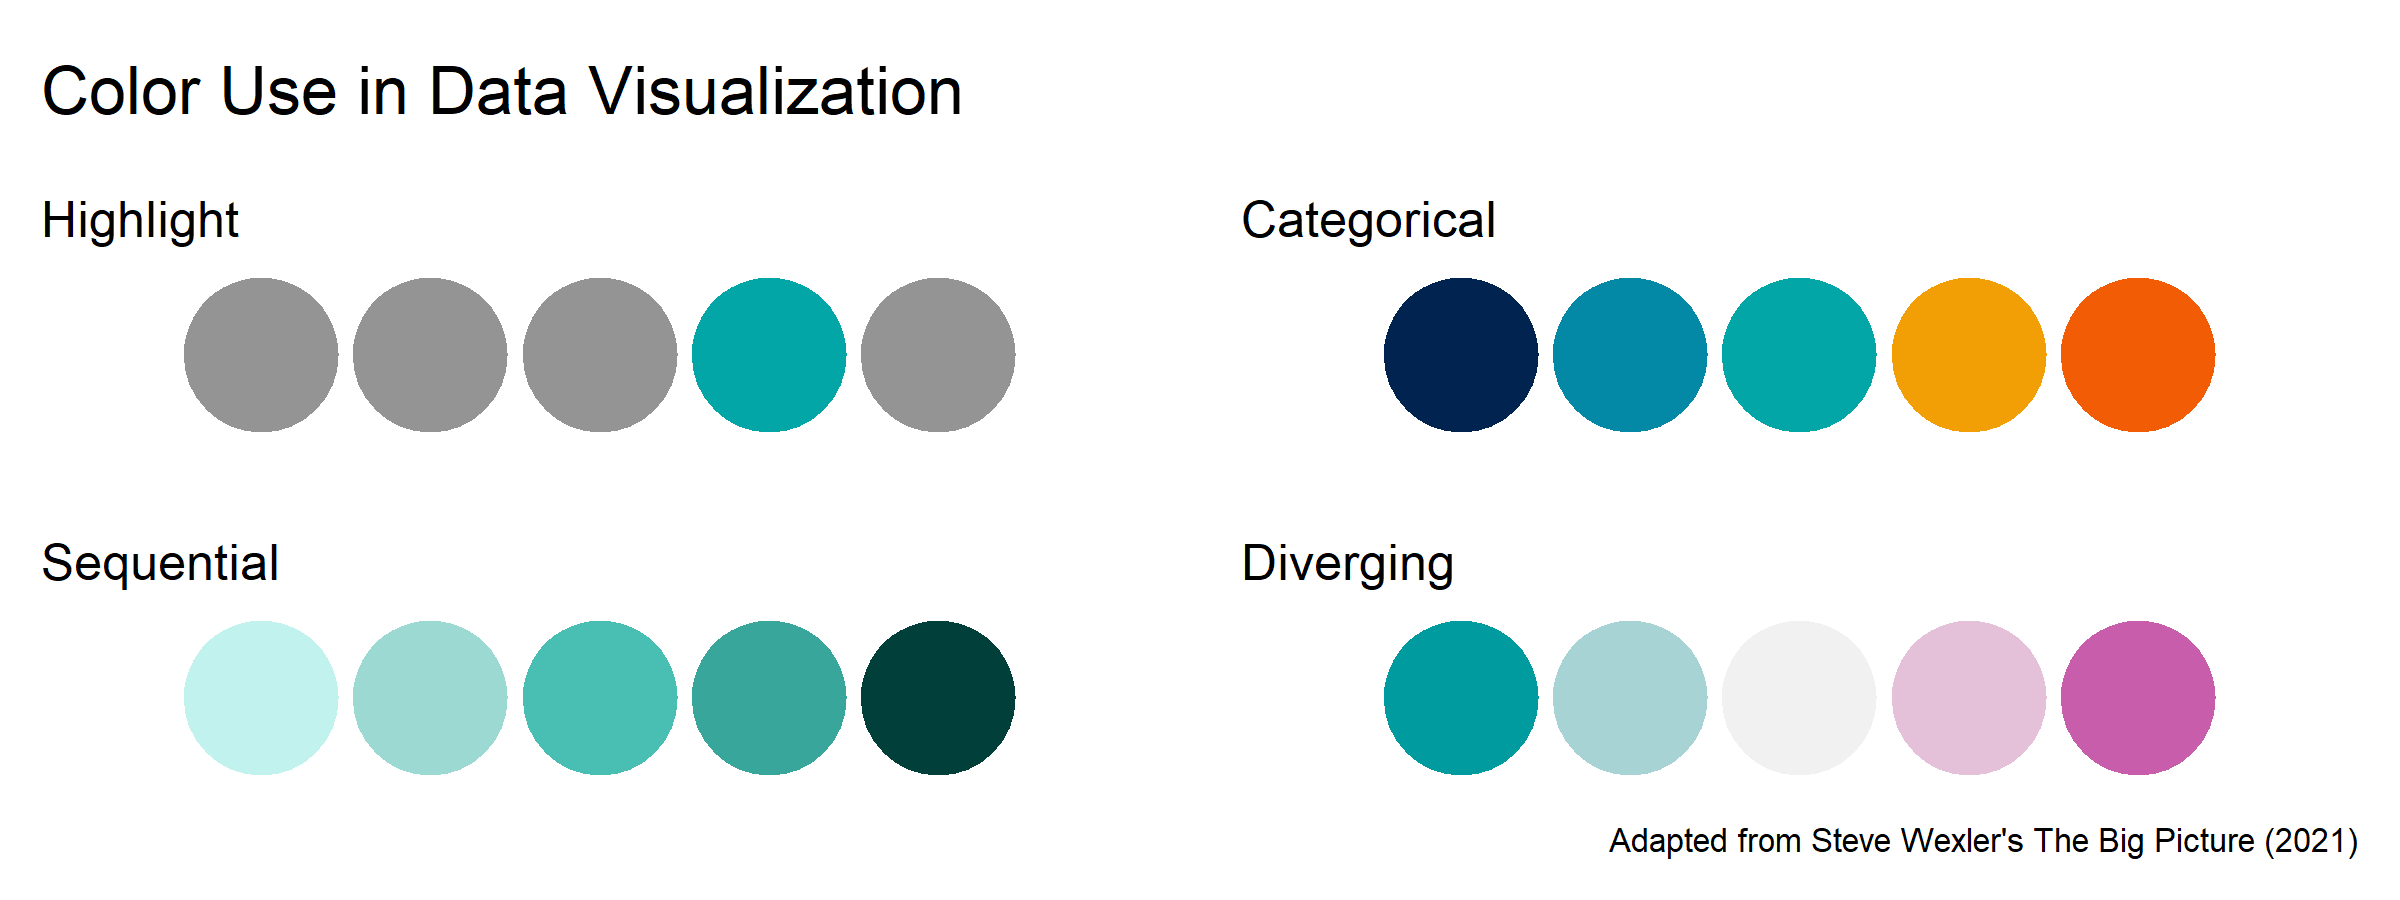 Color Use in Data Visualization
Highlight
Categorical
Sequential
Diverging
Adapted from Steve Wexler's The Big Picture (2021)